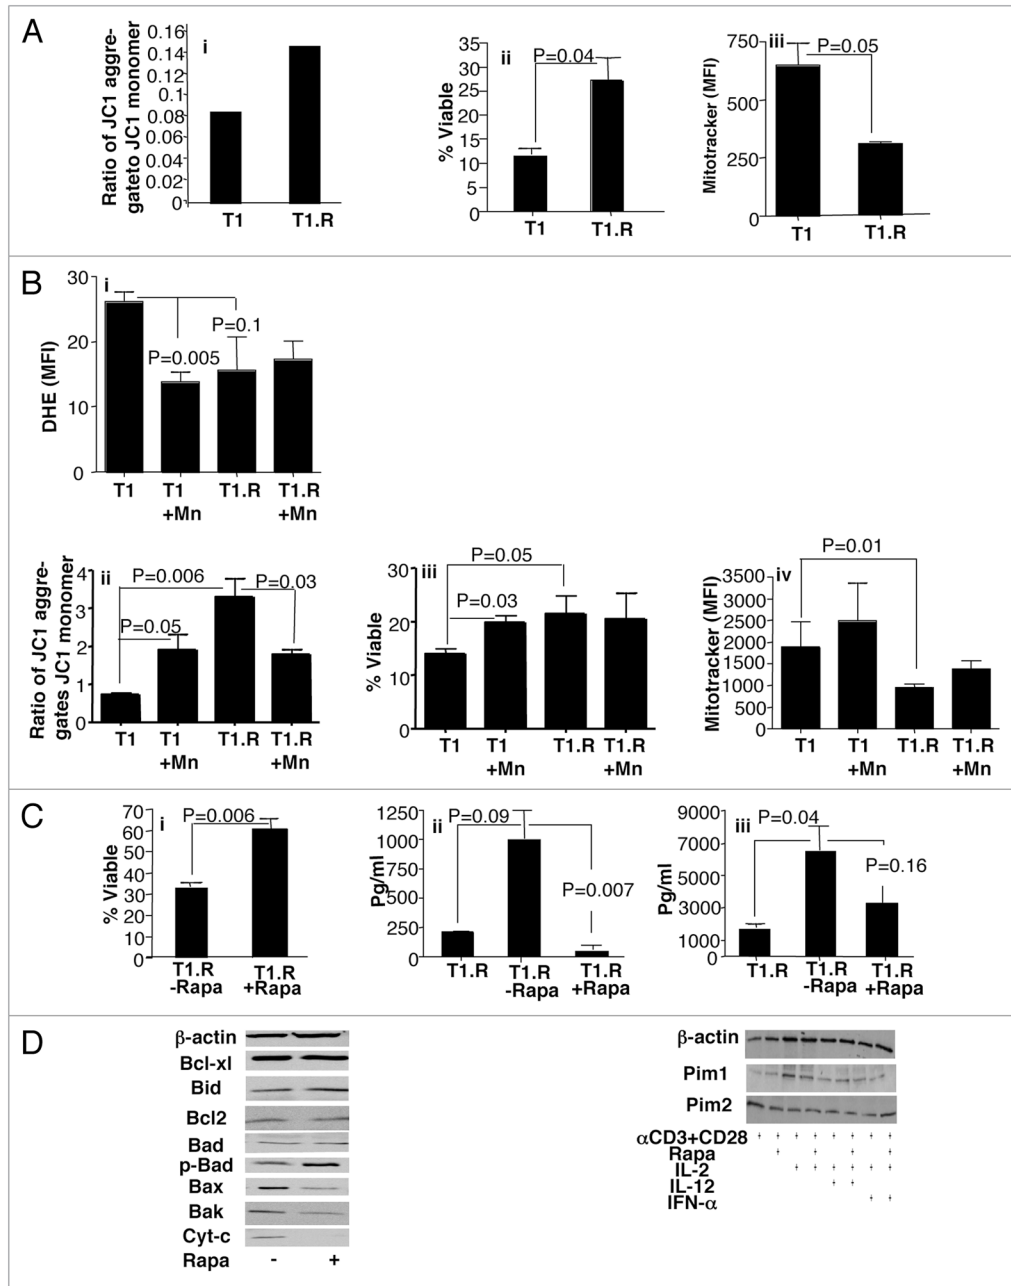 A
Ratio of JC1 aggre-
gateto JC1 monomer
0.16
0.14
0.12
0.1
0.08
0.06
0.04
0.02
0
i
T1
T1.R
% Viable
35
30
25
20
15
10
5
0
ii
P=0.04
T1
T1.R
Mitotracker (MFI)
750
500
250
0
iii
P=0.05
T1
T1.R
B
DHE (MFI)
30
20
10
0
i
P=0.1
P=0.005
T1
T1
+Mn
T1.R
T1.R
+Mn
Ratio of JC1 aggre-
gates JC1 monomer
4
3
2
1
0
ii
P=0.006
P=0.03
P=0.05
T1
T1
+Mn
T1.R
T1.R
+Mn
% Viable
30
20
10
0
iii
P=0.05
P=0.03
T1
T1
+Mn
T1.R
T1.R
+Mn
Mitotracker (MFI)
3500
3000
2500
2000
1500
1000
500
0
iv
P=0.01
T1
T1
+Mn
T1.R
T1.R
+Mn
C
% Viable
70
60
50
40
30
20
10
0
i
P=0.006
T1.R
-Rapa
T1.R
+Rapa
Pg/ml
1250
1000
750
500
250
0
ii
P=0.09
P=0.007
T1.R
T1.R
-Rapa
T1.R
+Rapa
Pg/ml
9000
7000
5000
3000
1000
0
iii
P=0.04
P=0.16
T1.R
T1.R
-Rapa
T1.R
+Rapa
D
β-actin
Bcl-xl
Bid
Bcl2
Bad
p-Bad
Bax
Bak
Cyt-c
Rapa - +
β-actin
Pim1
Pim2
αCD3+CD28 + + + + + + + +
Rapa + + + +
IL-2 + + + + + +
IL-12 + +
IFN-α + +